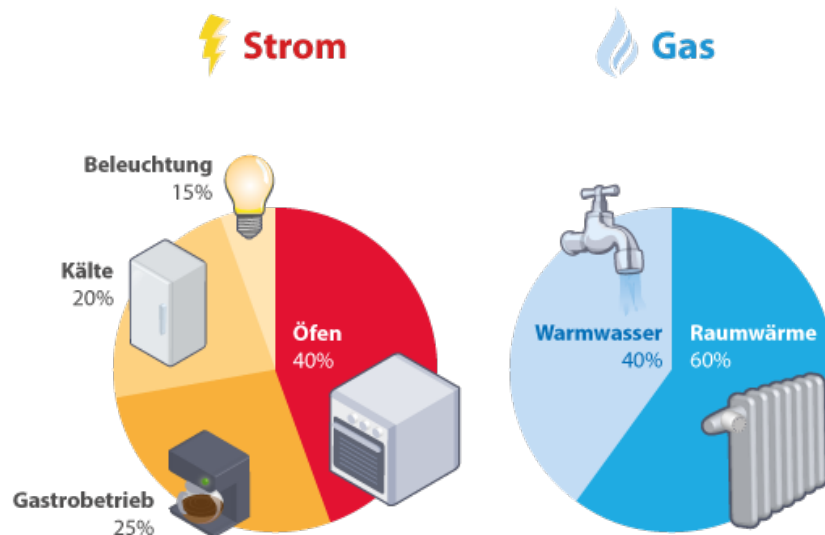 Strom
Beleuchtung
15%
Kälte
20%
Öfen
40%
Gastrobetrieb
25%
Gas
Warmwasser
40%
Raumwärme
60%